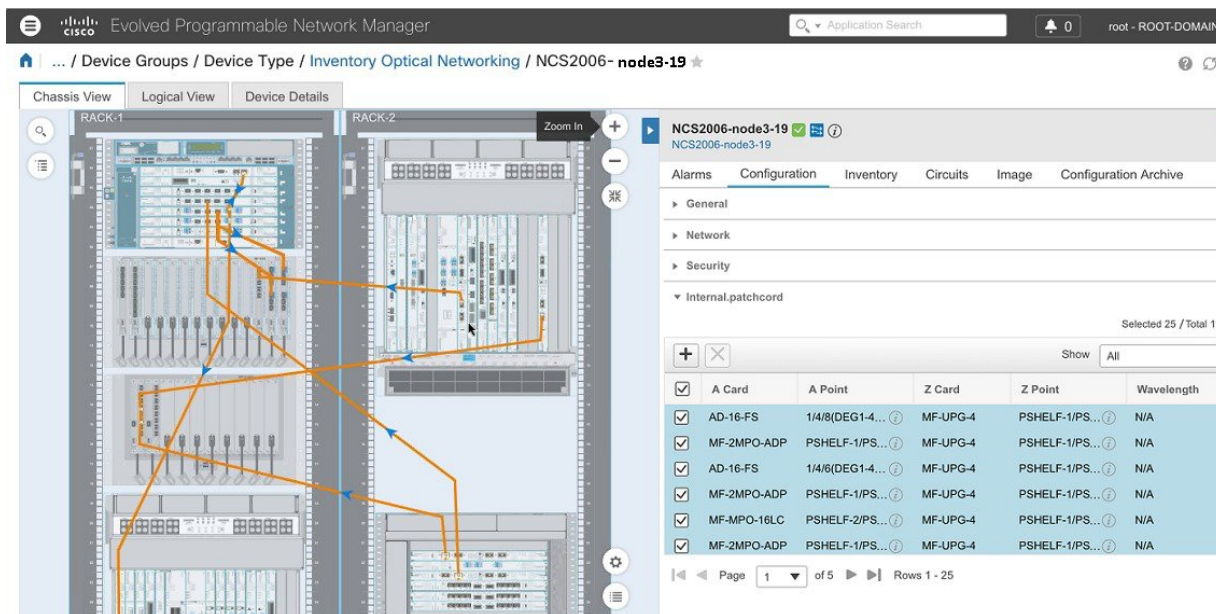 cisco Evolved Programmable Network Manager
Application Search
0
root - ROOT-DOMAIN
... / Device Groups / Device Type / Inventory Optical Networking / NCS2006- node3-19
Chassis View Logical View Device Details
RACK-1 RACK-2
Zoom In
NCS2006-node3-19
NCS2006-node3-19
Alarms Configuration Inventory Circuits Image Configuration Archive
General
Network
Security
Internal.patchcord
Selected 25 / Total 1
Show All
A Card A Point Z Card Z Point Wavelength
AD-16-FS 1/4/8(DEG1-4... MF-UPG-4 PSHELF-1/PS... N/A
MF-2MPO-ADP PSHELF-1/PS... MF-UPG-4 PSHELF-1/PS... N/A
AD-16-FS 1/4/6(DEG1-4... MF-UPG-4 PSHELF-1/PS... N/A
MF-2MPO-ADP PSHELF-1/PS... MF-UPG-4 PSHELF-1/PS... N/A
MF-MPO-16LC PSHELF-2/PS... MF-UPG-4 PSHELF-1/PS... N/A
MF-2MPO-ADP PSHELF-1/PS... MF-UPG-4 PSHELF-1/PS... N/A
Page 1 of 5 Rows 1 - 25